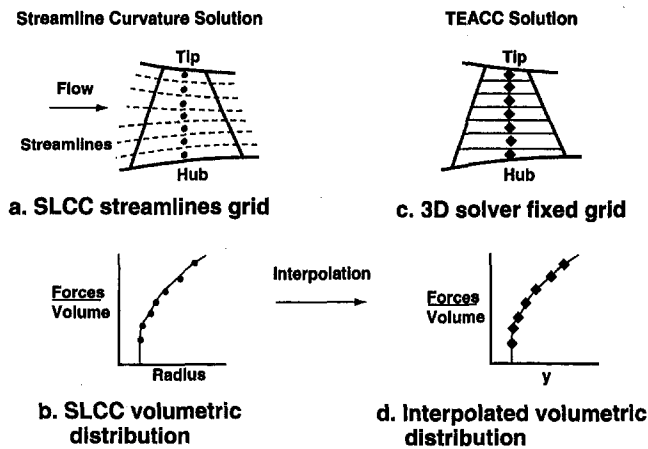 Streamline Curvature Solution
Tip
Flow
Streamlines
Hub
a. SLCC streamlines grid
TEACC Solution
Tip
Hub
c. 3D solver fixed grid
Forces
Volume
Radius
b. SLCC volumetric
distribution
Interpolation
Forces
Volume
y
d. Interpolated volumetric
distribution